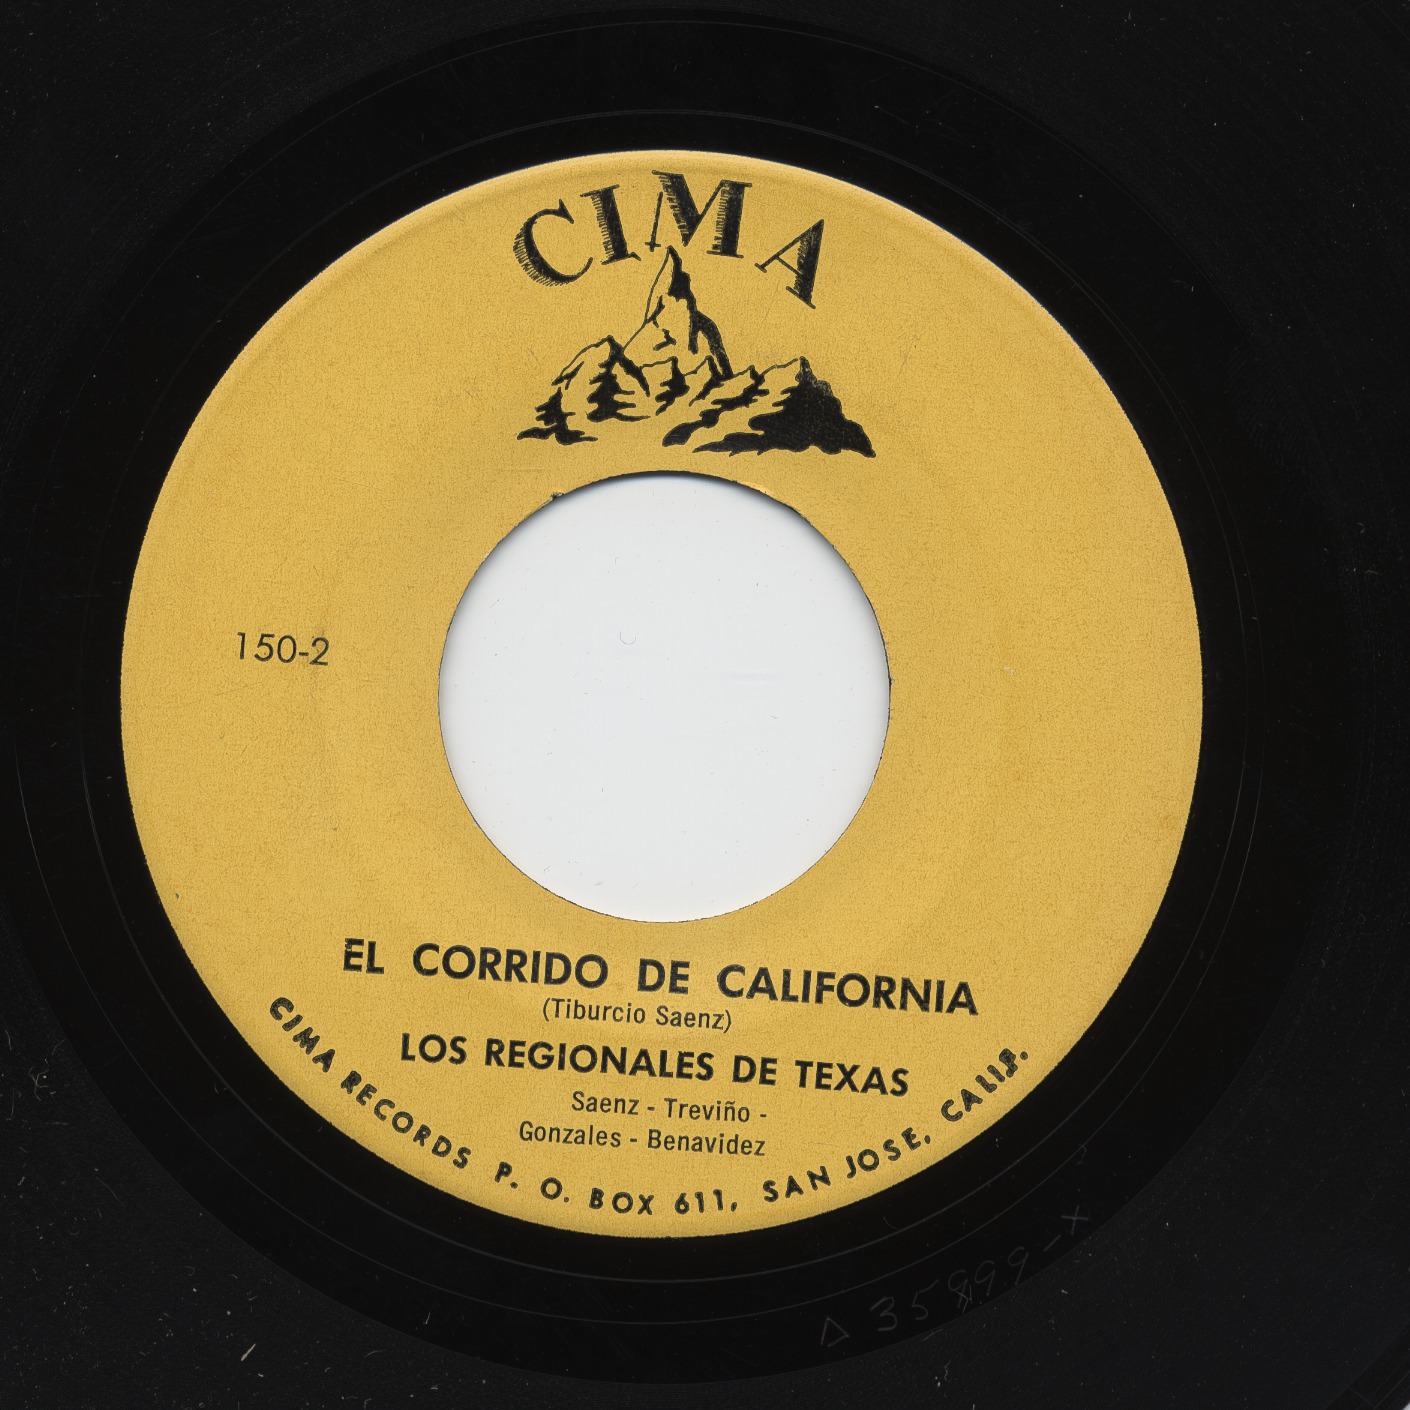 CIMA
150-2
EL CORRIDO DE CALIFORNIA
(Tiburcio Saenz)
LOS REGIONALES DE TEXAS
Saenz - Treviño -
Gonzales - Benavidez
CIMA RECORDS P. O. BOX 611, SAN JOSE, CALIF.
Δ 35899-X